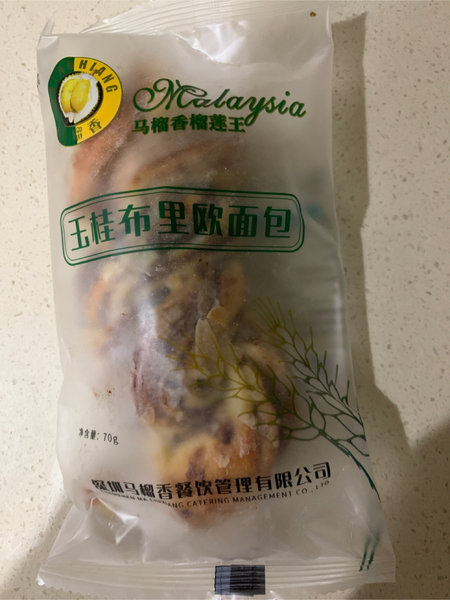 HIANG
Malaysia
马榴香榴莲王
玉桂布里欧面包
净含量:70g
深圳马榴香餐饮管理有限公司
CATERING MANAGEMENT CO., LTD